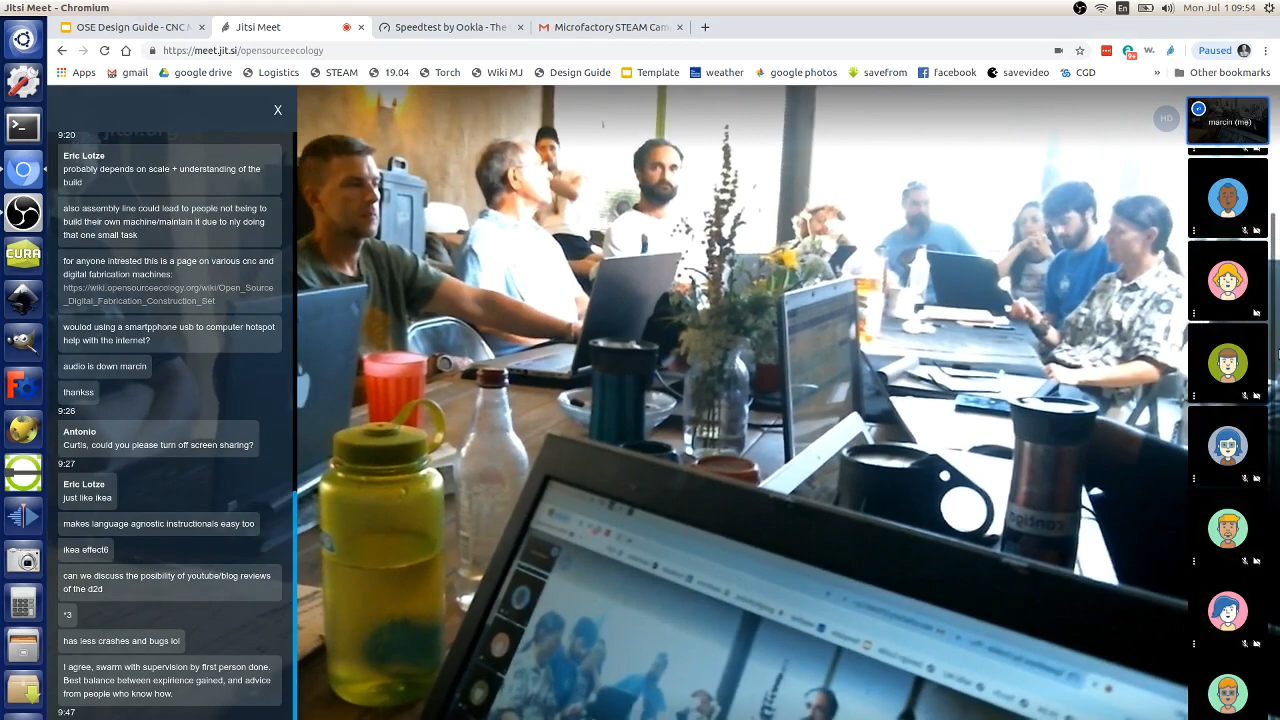 Jitsi Meet - Chromium
En
Mon Jul 1 09:54
OSE Design Guide - CNC M
Jitsi Meet
Speedtest by Ookla - The
Microfactory STEAM Cam
https://meet.jit.si/opensourceecology
Paused
Apps
gmail
google drive
Logistics
STEAM
19.04
Torch
Wiki MJ
Design Guide
Template
weather
google photos
savefrom
facebook
savevideo
CGD
»
Other bookmarks
X
jitsi.org
HD
marcin (me)
9:20
Eric Lotze
probably depends on scale + understanding of the
build
also assembly line could lead to people not being to
build their own machine/maintain it due to nly doing
that one small task
for anyone intrested this is a page on various cnc and
digital fabrication machines:
https://wiki.opensourceecology.org/wiki/Open_Source
_Digital_Fabrication_Construction_Set
woulod using a smartpphone usb to computer hotspot
help with the internet?
audio is down marcin
thankss
9:26
Antonio
Curtis, could you please turn off screen sharing?
9:27
Eric Lotze
just like ikea
makes language agnostic instructionals easy too
ikea effect6
can we discuss the posibility of youtube/blog reviews
of the d2d
*3
has less crashes and bugs lol
I agree, swarm with supervision by first person done.
Best balance between expirience gained, and advice
from people who know how.
9:47
CURA
contigo